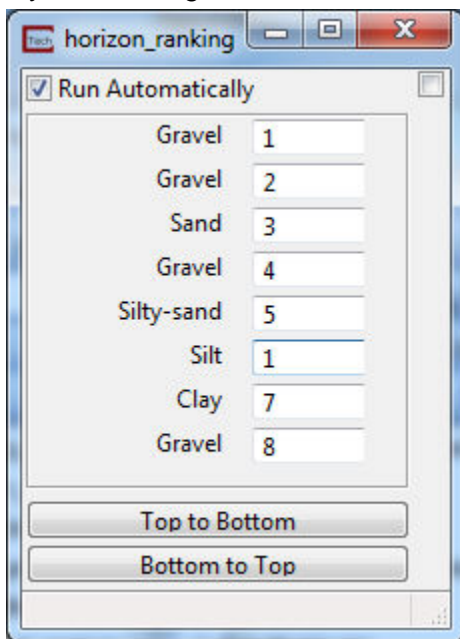 Tech horizon_ranking
Run Automatically
Gravel 1
Gravel 2
Sand 3
Gravel 4
Silty-sand 5
Silt 1
Clay 7
Gravel 8
Top to Bottom
Bottom to Top